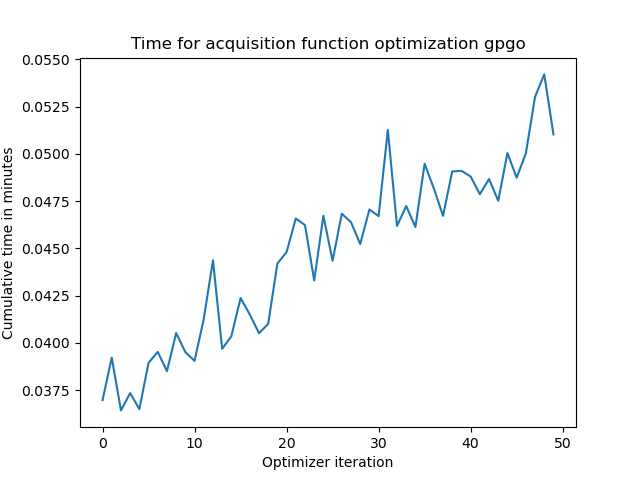 Time for acquisition function optimization gpgo
0.0550
0.0525
0.0500
0.0475
0.0450
0.0425
0.0400
0.0375
Cumulative time in minutes
0 10 20 30 40 50
Optimizer iteration